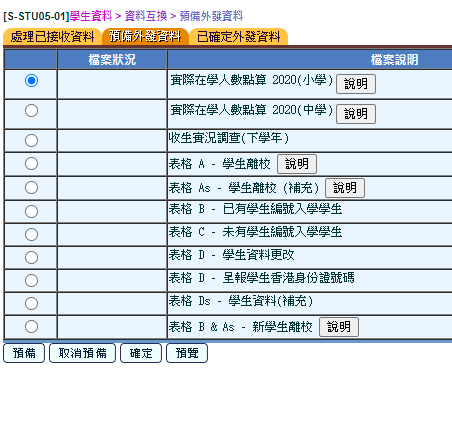 [S-STU05-01]學生資料 > 資料互換 > 預備外發資料
處理已接收資料 預備外發資料 已確定外發資料
檔案狀況 檔案說明
實際在學人數點算 2020(小學) 說明
實際在學人數點算 2020(中學) 說明
收生實況調查(下學年)
表格 A - 學生離校 說明
表格 As - 學生離校 (補充) 說明
表格 B - 已有學生編號入學學生
表格 C - 未有學生編號入學學生
表格 D - 學生資料更改
表格 D - 呈報學生香港身份證號碼
表格 Ds - 學生資料(補充)
表格 B & As - 新學生離校 說明
預備 取消預備 確定 預覽